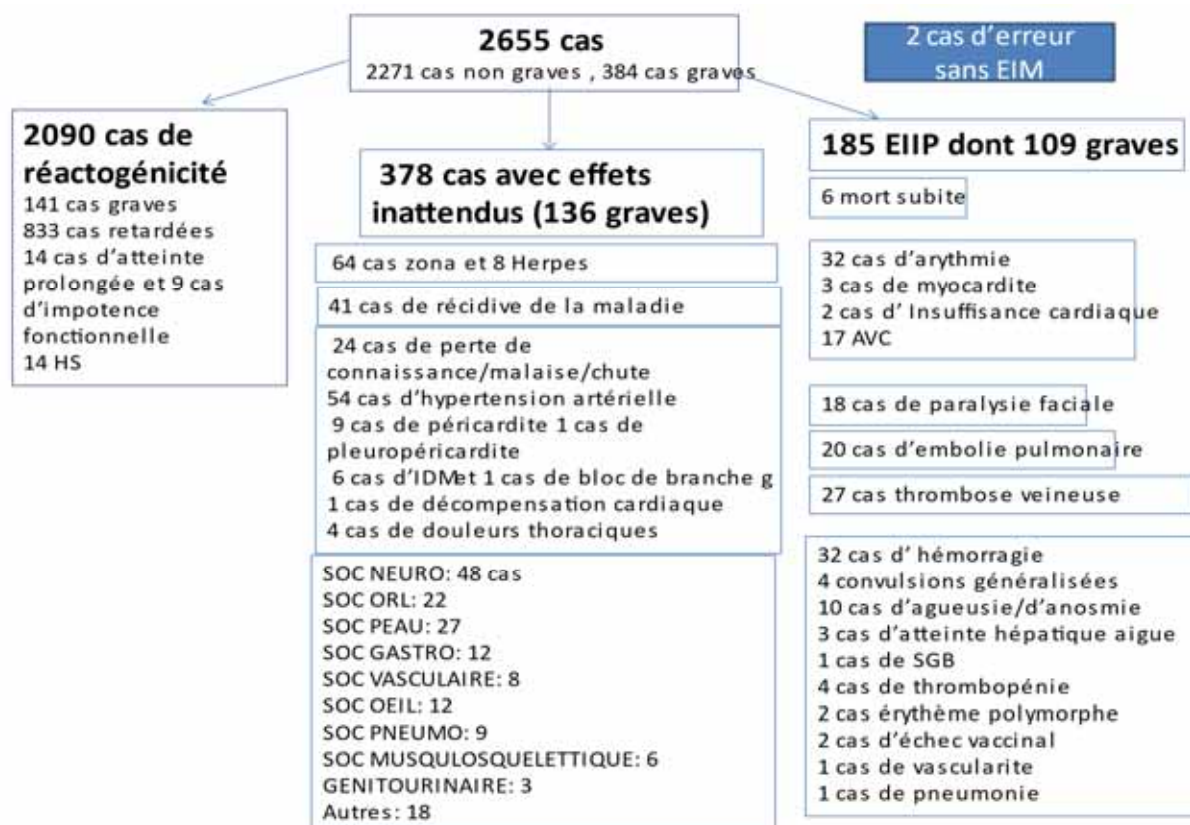 2655 cas
2271 cas non graves , 384 cas graves
2 cas d'erreur
sans EIM
2090 cas de
réactogénicité
141 cas graves
833 cas retardées
14 cas d'atteinte
prolongée et 9 cas
d'impotence
fonctionnelle
14 HS
378 cas avec effets
inattendus (136 graves)
64 cas zona et 8 Herpes
41 cas de récidive de la maladie
24 cas de perte de
connaissance/malaise/chute
54 cas d'hypertension artérielle
9 cas de péricardite 1 cas de
pleuropéricardite
6 cas d'IDMet 1 cas de bloc de branche g
1 cas de décompensation cardiaque
4 cas de douleurs thoraciques
SOC NEURO: 48 cas
SOC ORL: 22
SOC PEAU: 27
SOC GASTRO: 12
SOC VASCULAIRE: 8
SOC OEIL: 12
SOC PNEUMO: 9
SOC MUSQULOSQUELETTIQUE: 6
GENITOURINAIRE: 3
Autres: 18
185 EIIP dont 109 graves
6 mort subite
32 cas d'arythmie
3 cas de myocardite
2 cas d' Insuffisance cardiaque
17 AVC
18 cas de paralysie faciale
20 cas d'embolie pulmonaire
27 cas thrombose veineuse
32 cas d' hémorragie
4 convulsions généralisées
10 cas d'agueusie/d'anosmie
3 cas d'atteinte hépatique aigue
1 cas de SGB
4 cas de thrombopénie
2 cas érythème polymorphe
2 cas d'échec vaccinal
1 cas de vascularite
1 cas de pneumonie